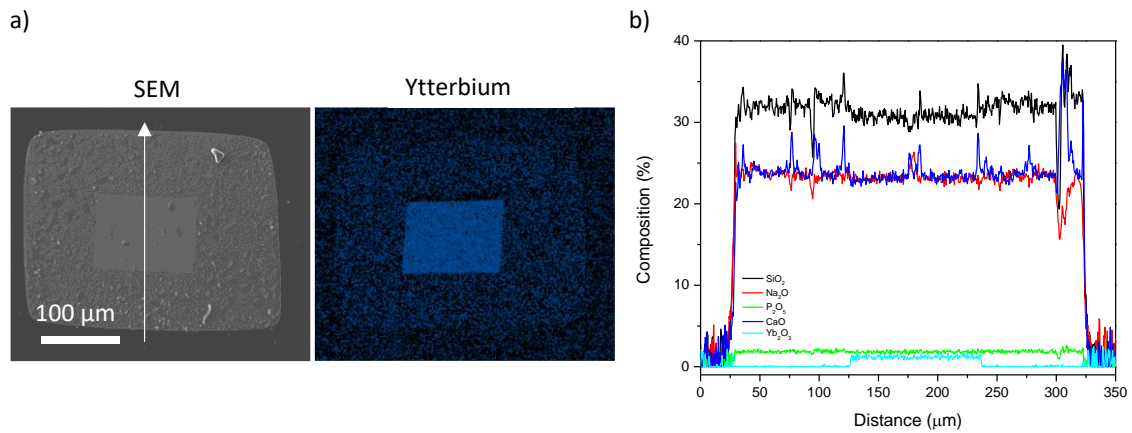 a)
b)
SEM
Ytterbium
100 µm
Composition (%)
40
30
20
10
0
SiO₂
Na₂O
P₂O₅
CaO
Yb₂O₃
0 50 100 150 200 250 300 350
Distance (µm)